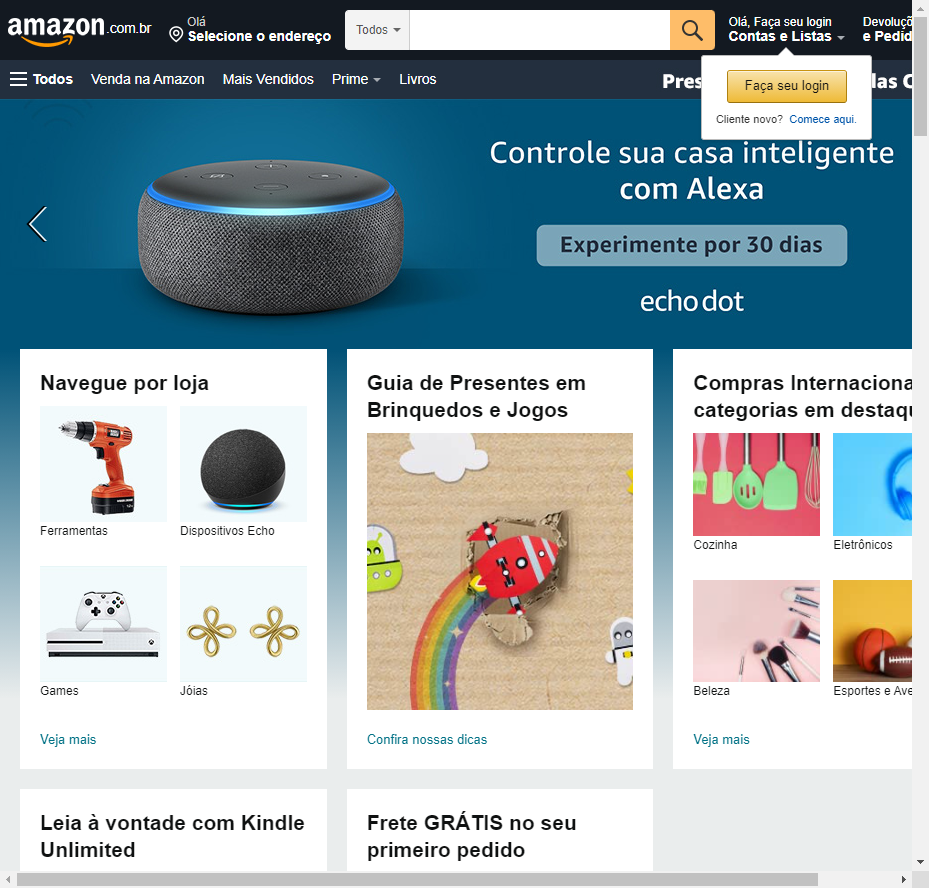 amazon.com.br
Olá
Selecione o endereço
Todos
Olá, Faça seu login
Contas e Listas
Devoluçõ
e Pedid
Todos
Venda na Amazon
Mais Vendidos
Prime
Livros
Pres
las C
Faça seu login
Cliente novo? Comece aqui.
Controle sua casa inteligente
com Alexa
Experimente por 30 dias
echo dot
Navegue por loja
Ferramentas
Dispositivos Echo
Games
Jóias
Veja mais
Guia de Presentes em
Brinquedos e Jogos
Confira nossas dicas
Compras Internaciona
categorias em destaqu
Cozinha
Eletrônicos
Beleza
Esportes e Ave
Veja mais
Leia à vontade com Kindle
Unlimited
Frete GRÁTIS no seu
primeiro pedido